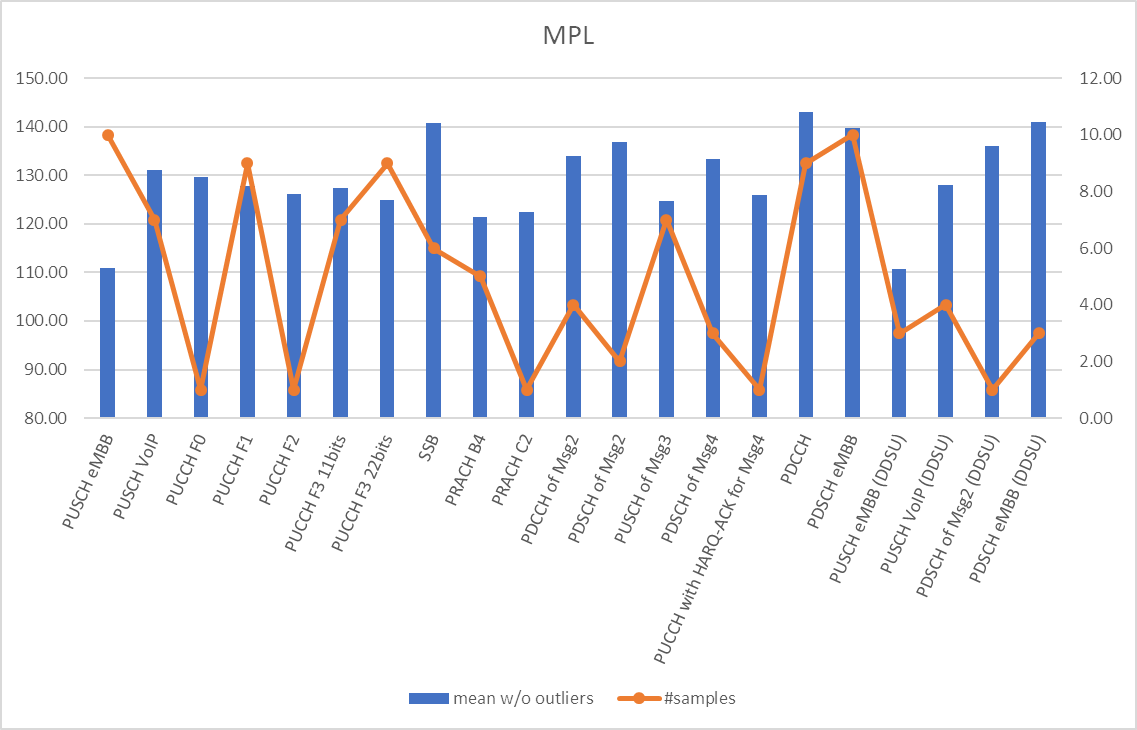 MPL
150.00
140.00
130.00
120.00
110.00
100.00
90.00
80.00
12.00
10.00
8.00
6.00
4.00
2.00
0.00
PUSCH eMBB
PUSCH VoIP
PUCCH F0
PUCCH F1
PUCCH F2
PUCCH F3 11bits
PUCCH F3 22bits
SSB
PRACH B4
PRACH C2
PDCCH of Msg2
PDSCH of Msg2
PUSCH of Msg3
PDSCH of Msg4
PUCCH with HARQ-ACK for Msg4
PDCCH
PDSCH eMBB
PUSCH eMBB (DDSU)
PUSCH VoIP (DDSU)
PDSCH of Msg2 (DDSU)
PDSCH eMBB (DDSU)
mean w/o outliers
#samples